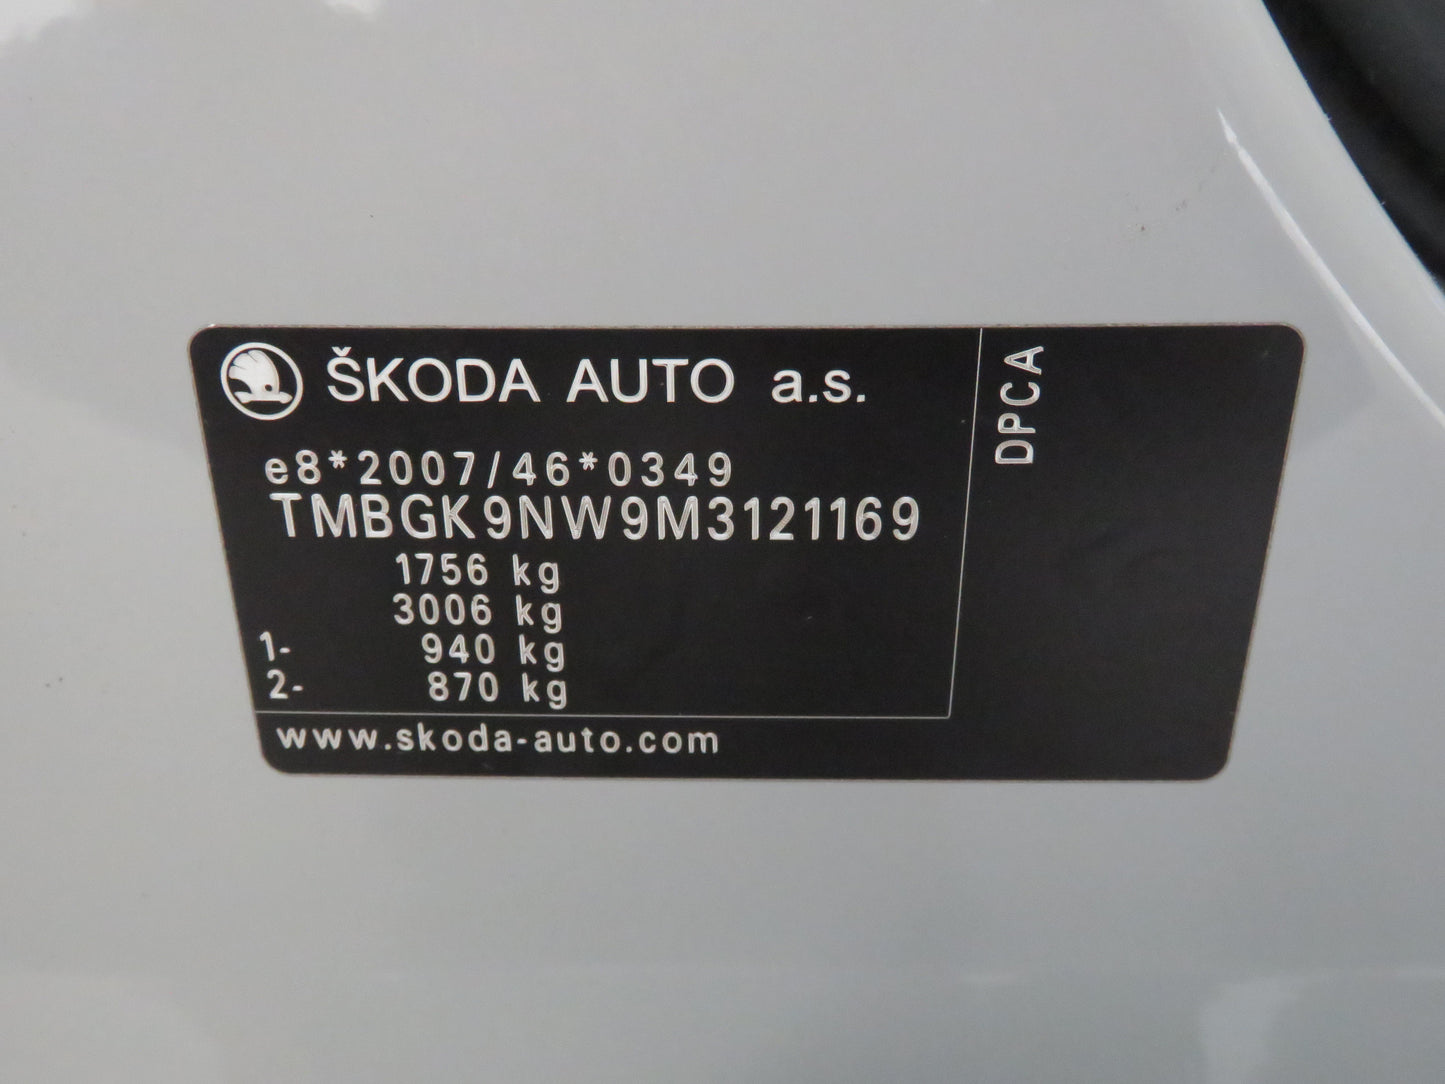 ŠKODA AUTO a.s.
e8*2007/46*0349
TMBGK9NW9M3121169
1756 kg
3006 kg
1- 940 kg
2- 870 kg
www.skoda-auto.com
DPCA